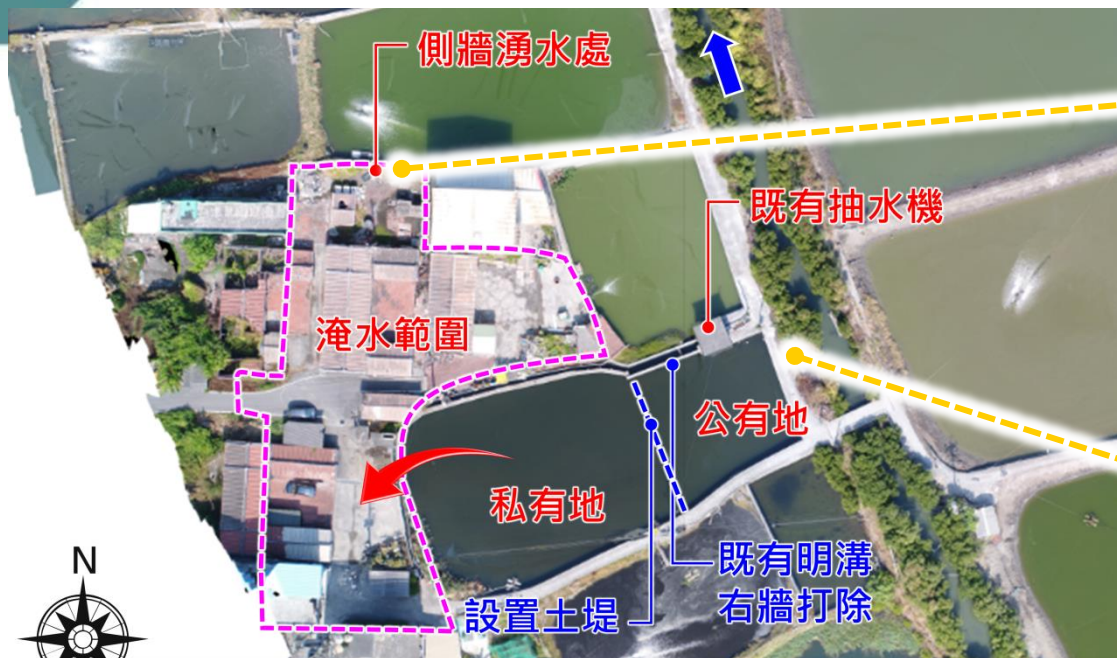 側牆湧水處
既有抽水機
淹水範圍
公有地
私有地
既有明溝
右牆打除
設置土堤
N